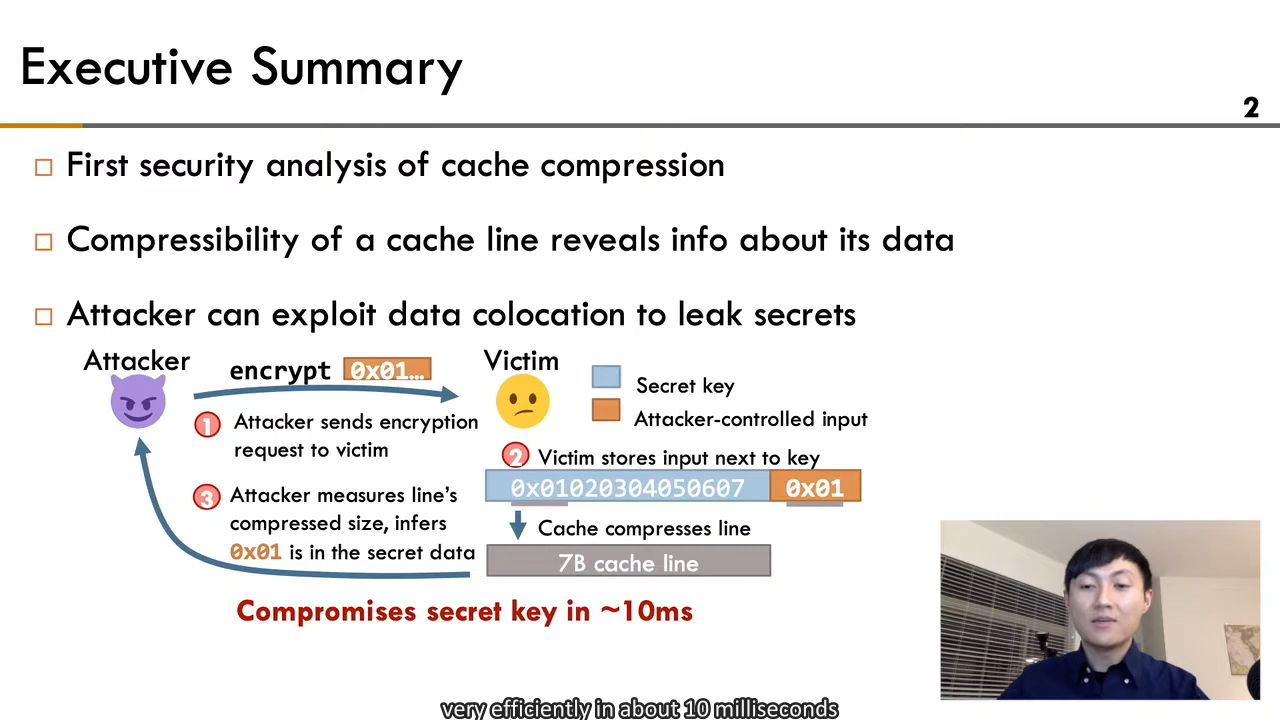 Executive Summary
2
First security analysis of cache compression
Compressibility of a cache line reveals info about its data
Attacker can exploit data colocation to leak secrets
Attacker
encrypt 0x01…
Victim
Secret key
Attacker-controlled input
1 Attacker sends encryption
request to victim
2 Victim stores input next to key
0x01020304050607 0x01
3 Attacker measures line's
compressed size, infers
0x01 is in the secret data
Cache compresses line
7B cache line
Compromises secret key in ~10ms
very efficiently in about 10 milliseconds